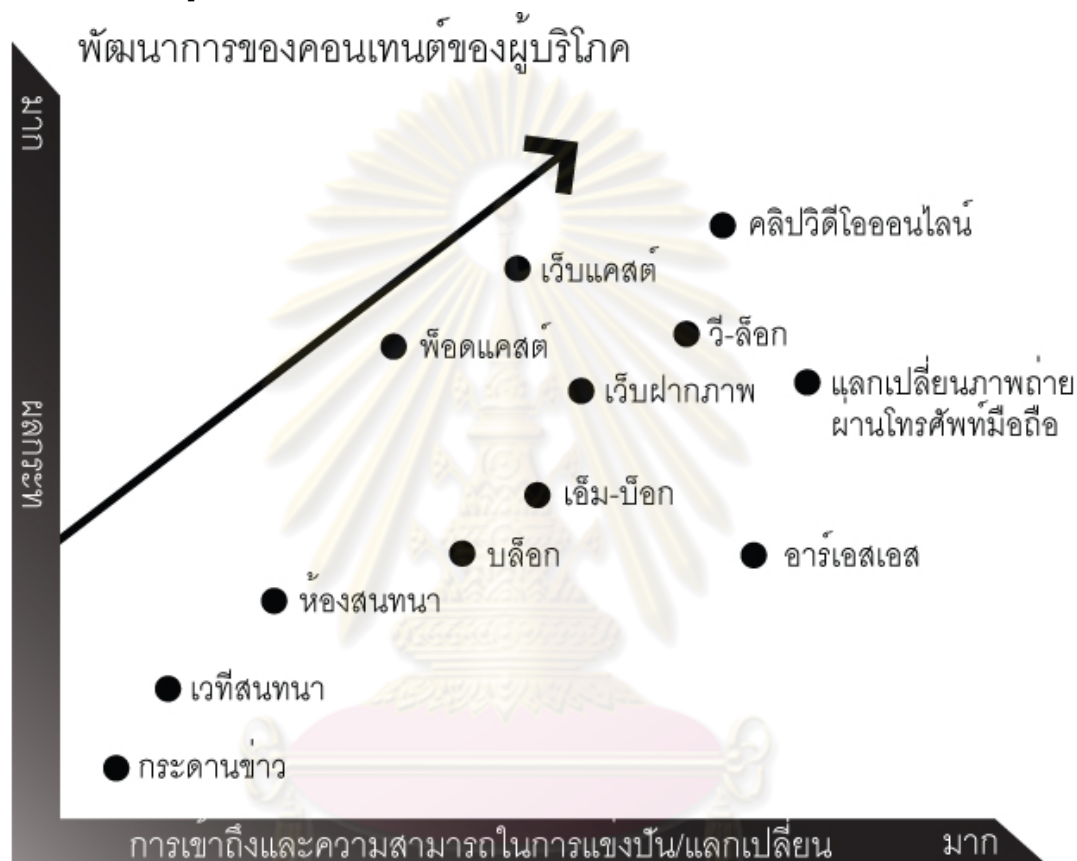 พัฒนาการของคอนเทนต์ของผู้บริโภค
มาก
คลิปวิดีโอออนไลน์
เว็บแคสต์
วี-ล็อก
พ็อดแคสต์
แลกเปลี่ยนภาพถ่าย
ผ่านโทรศัพท์มือถือ
เว็บฝากภาพ
ผลกระท
เอ็ม-บ็อก
บล็อก
อาร์เอสเอส
ห้องสนทนา
เวทีสนทนา
กระดานข่าว
การเข้าถึงและความสามารถในการแข่งปัน/แลกเปลี่ยน
มาก